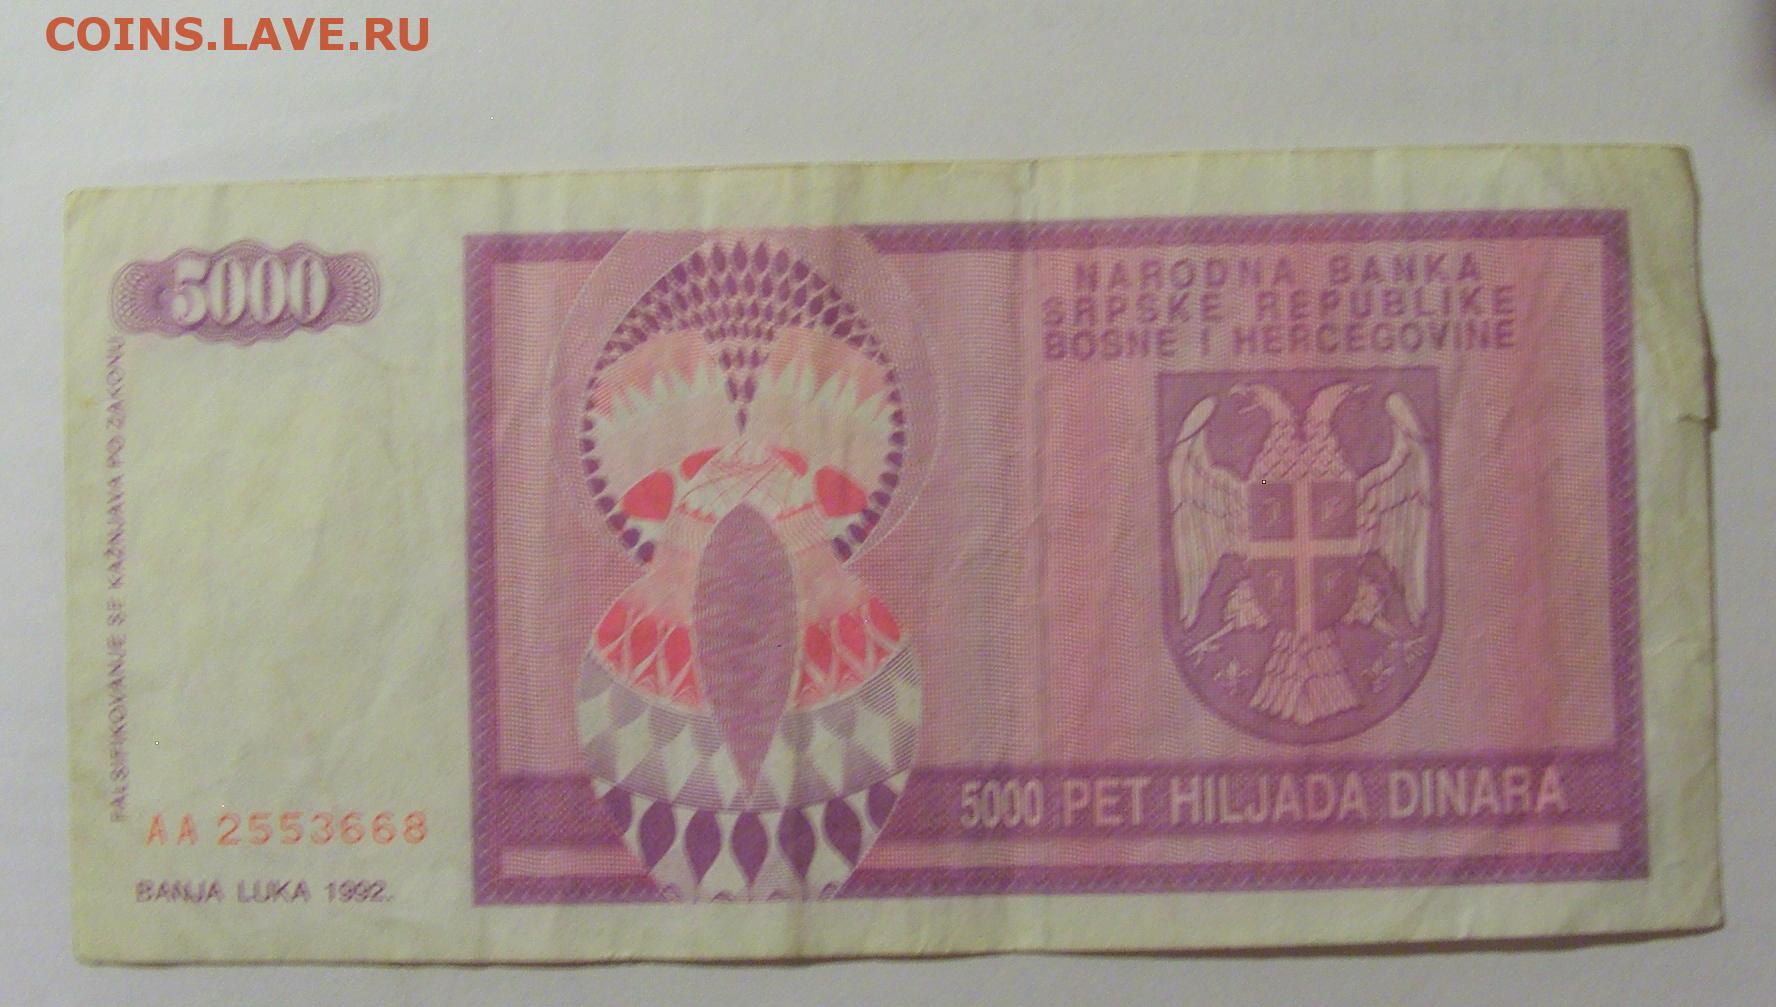 COINS.LAVE.RU
5000
NARODNA BANKA
SRPSKE REPUBLIKE
BOSNE I HERCEGOVINE
FALSIFIKOVANJE SE KAŽNJAVA PO ZAKONU
5000 PET HILJADA DINARA
AA 2553668
BANJA LUKA 1992.